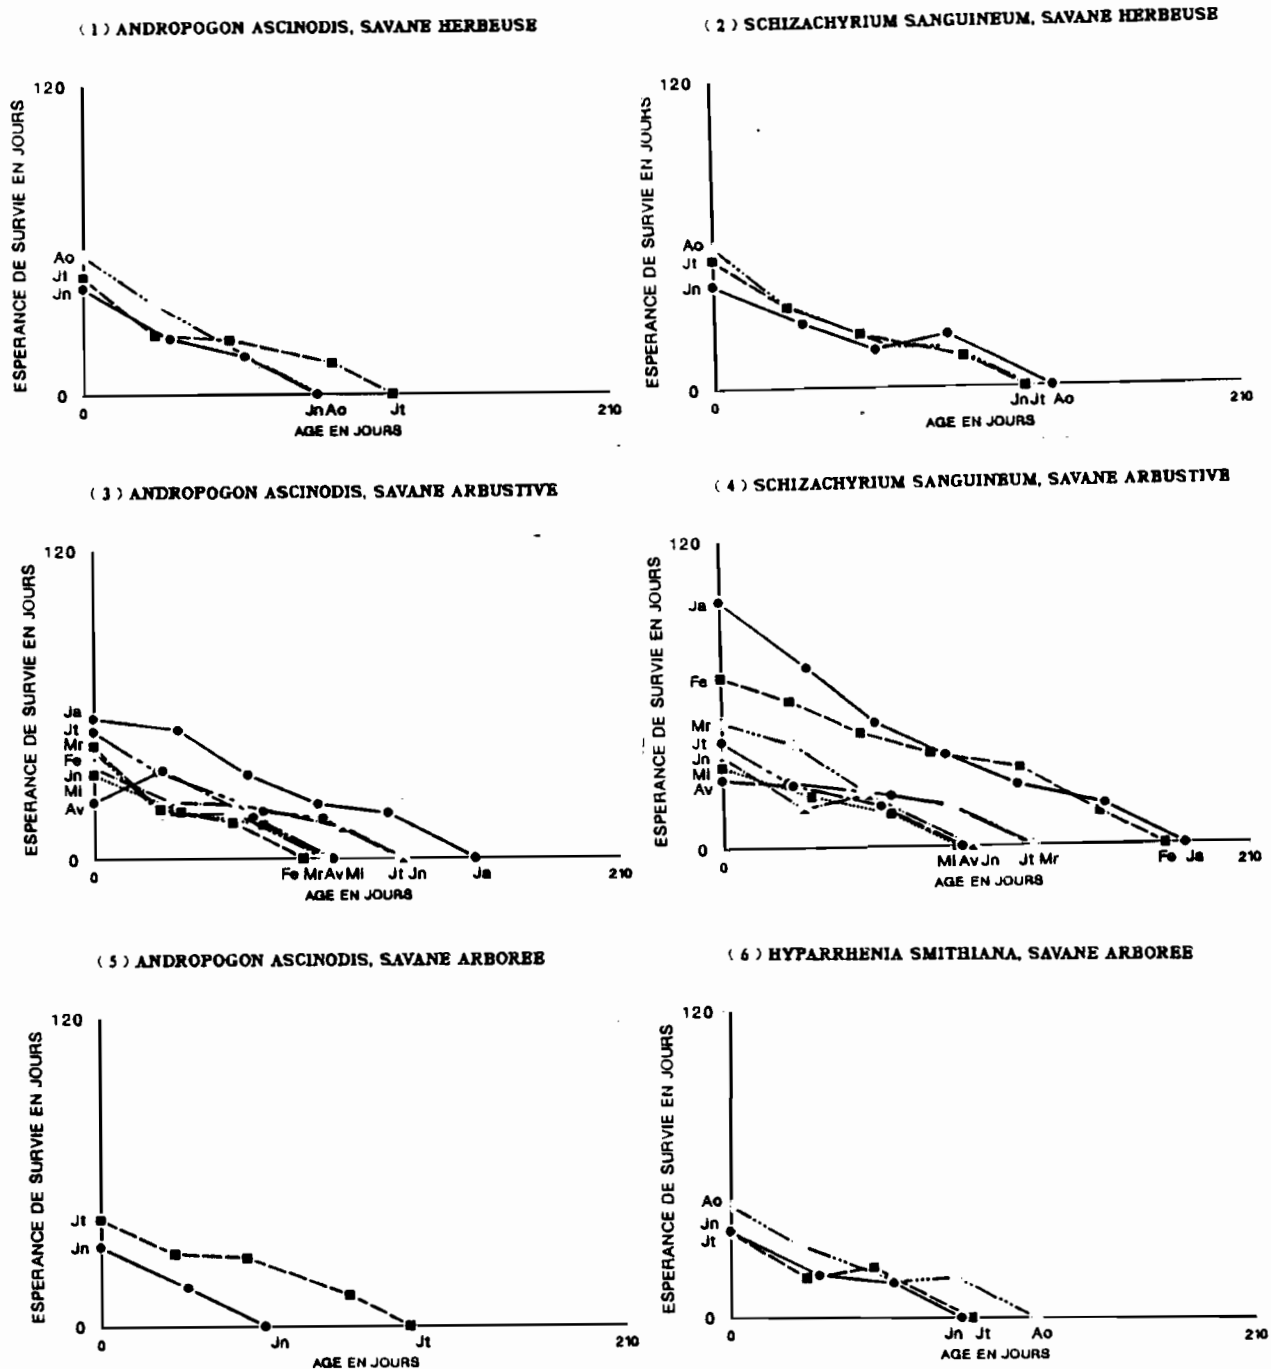 (1) ANDROPOGON ASCINODIS, SAVANE HERBEUSE
120
ESPERANCE DE SURVIE EN JOURS
Ao
Jt
Jn
0
0
Jn Ao Jt
210
AGE EN JOURS
(2) SCHIZACHYRIUM SANGUINEUM, SAVANE HERBEUSE
120
ESPERANCE DE SURVIE EN JOURS
Ao
Jt
Jn
0
0
Jn Jt Ao
210
AGE EN JOURS
(3) ANDROPOGON ASCINODIS, SAVANE ARBUSTIVE
120
ESPERANCE DE SURVIE EN JOURS
Ja
Jt
Mr
Fe
Jn
MI
Av
0
0
Fe Mr Av MI Jt Jn Ja
210
AGE EN JOURS
(4) SCHIZACHYRIUM SANGUINEUM, SAVANE ARBUSTIVE
120
ESPERANCE DE SURVIE EN JOURS
Ja
Fe
Mr
Jt
Jn
MI
Av
0
0
MI Av Jn Jt Mr Fe Ja
210
AGE EN JOURS
(5) ANDROPOGON ASCINODIS, SAVANE ARBOREE
120
ESPERANCE DE SURVIE EN JOURS
Jt
Jn
0
0
Jn Jt
210
AGE EN JOURS
(6) HYPARRHENIA SMITHIANA, SAVANE ARBOREE
120
ESPERANCE DE SURVIE EN JOURS
Ao
Jn
Jt
0
0
Jn Jt Ao
210
AGE EN JOURS